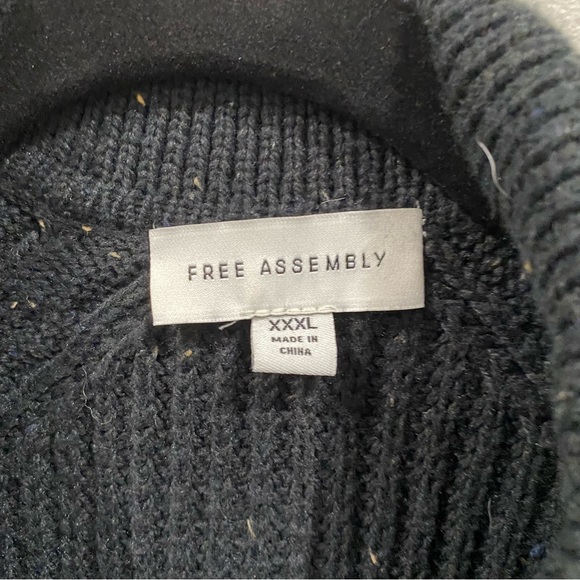 FREE ASSEMBLY
XXXL
MADE IN
CHINA